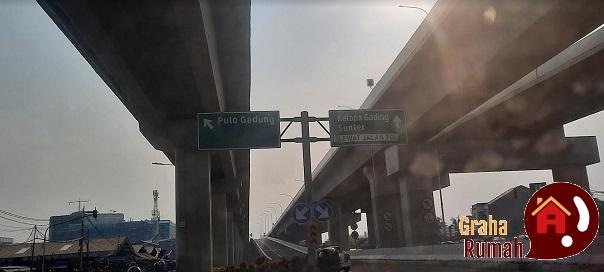 Pulo Gadung
Kelapa Gading
Sunter
LEWAT JALAN TOL
Graha
Rumah